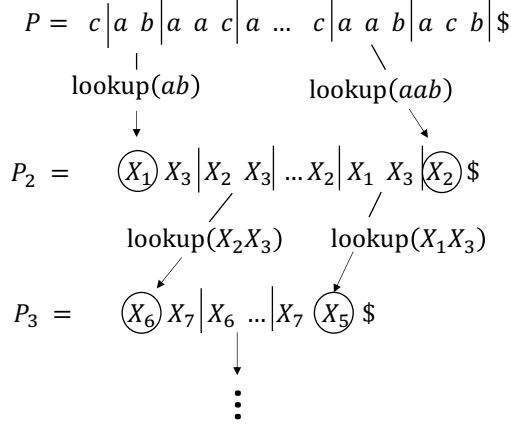 P = c|a b|a a c|a ... c|a a b|a c b|$
lookup(ab) lookup(aab)
P₂ = X₁ X₃|X₂ X₃|...X₂|X₁ X₃|X₂ $
lookup(X₂X₃) lookup(X₁X₃)
P₃ = X₆ X₇|X₆ ...|X₇ X₅ $
⋮